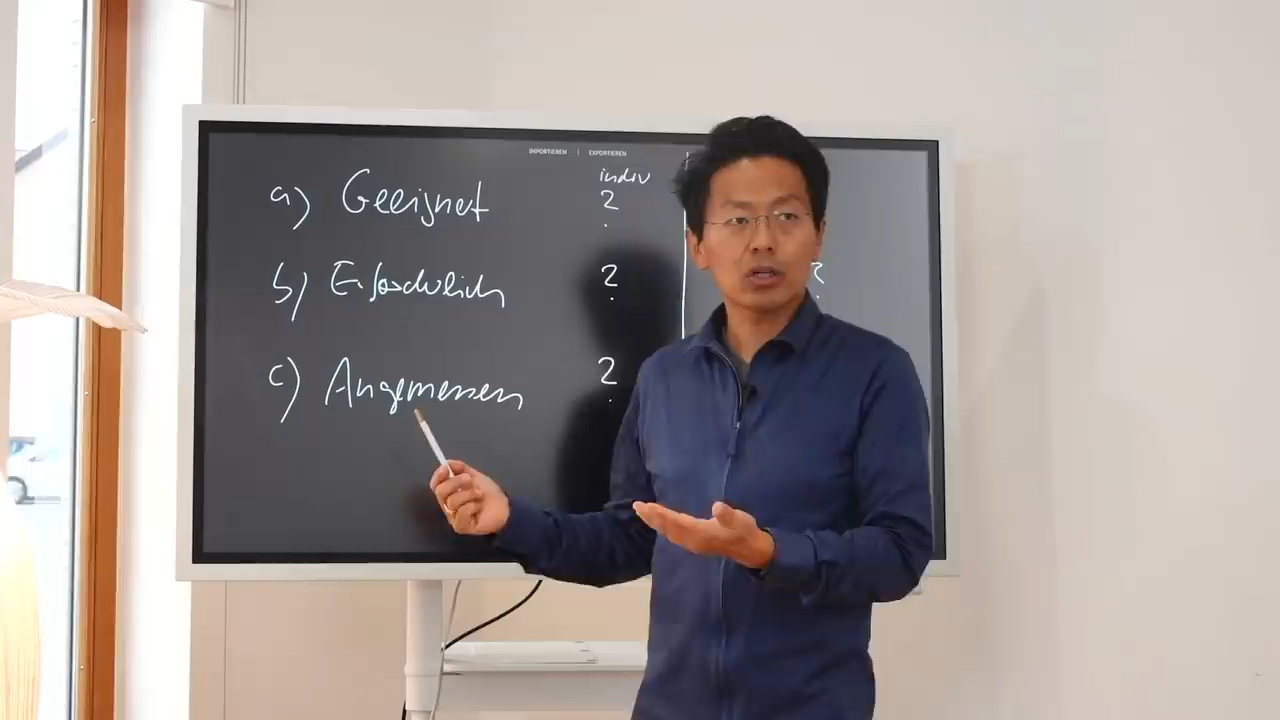 IMPORTIEREN | EXPORTIEREN
indiv
a) Geeignet ?
b) Erforderlich ? ?
c) Angemessen ?